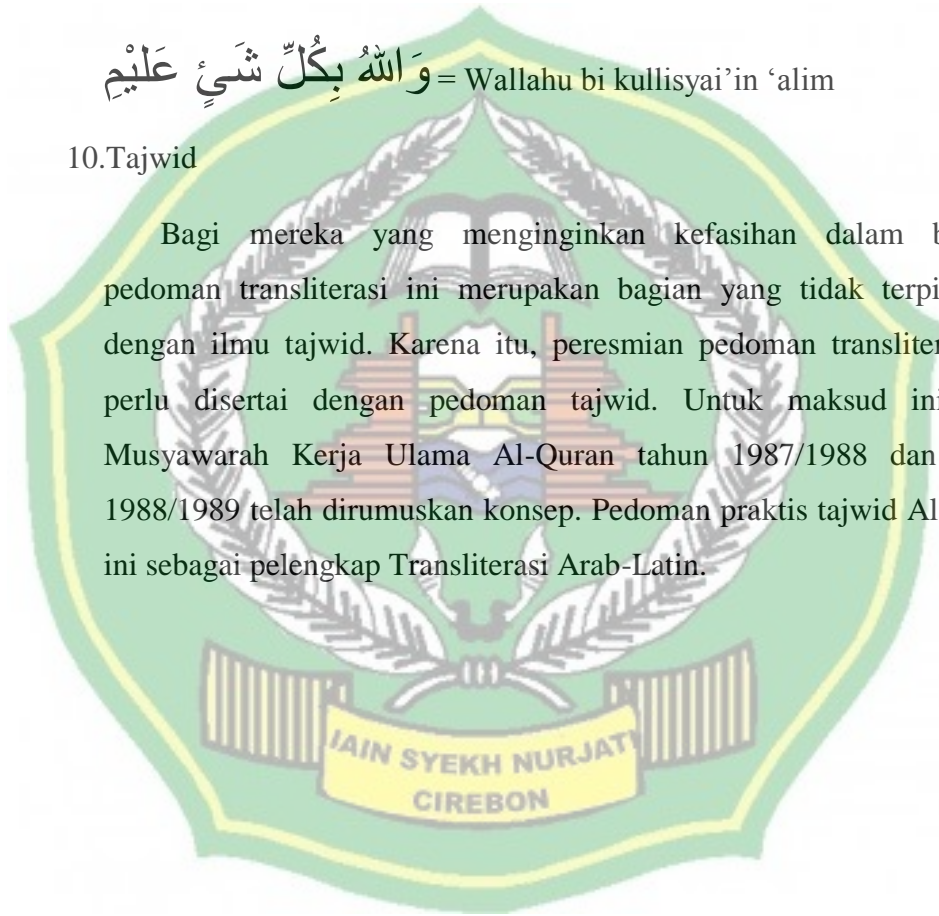 وَ اللهُ بِكُلِّ شَئٍ عَلَيْمِ = Wallahu bi kullisyai’in ‘alim
10.Tajwid
Bagi mereka yang menginginkan kefasihan dalam
pedoman transliterasi ini merupakan bagian yang tidak
dengan ilmu tajwid. Karena itu, peresmian pedoman
perlu disertai dengan pedoman tajwid. Untuk maksud ini
Musyawarah Kerja Ulama Al-Quran tahun 1987/1988 dan
1988/1989 telah dirumuskan konsep. Pedoman praktis tajwid Al
ini sebagai pelengkap Transliterasi Arab-Latin.
IAIN SYEKH NURJATI
CIREBON